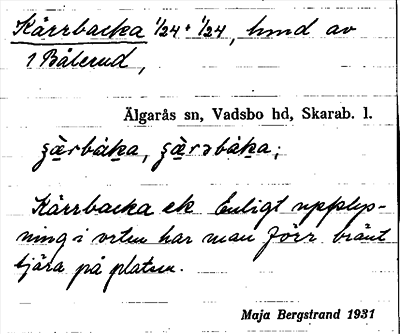 Kärrbacka 1/24 + 1/24, hmd av
1 Bålerud,
Älgarås sn, Vadsbo hd, Skarab. l.
Kärrbacka ek Enligt upplys-
ning i orten har man förr bränt
tjära på platsen.
Maja Bergstrand 1931